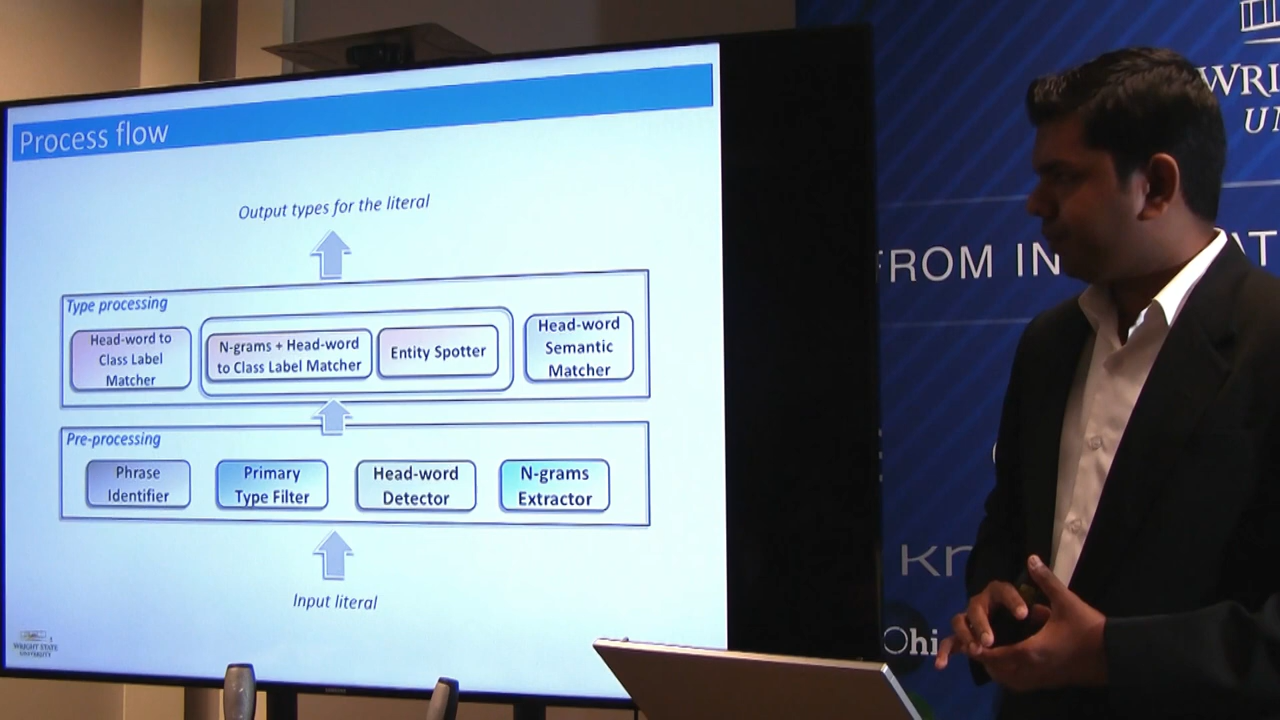 Process flow
Output types for the literal
Type processing
Head-word to
Class Label
Matcher
N-grams + Head-word
to Class Label Matcher
Entity Spotter
Head-word
Semantic
Matcher
Pre-processing
Phrase
Identifier
Primary
Type Filter
Head-word
Detector
N-grams
Extractor
Input literal
WRIGHT STATE
UNIVERSITY
WRI
UN
FROM IN
AT
Kn
Ohi